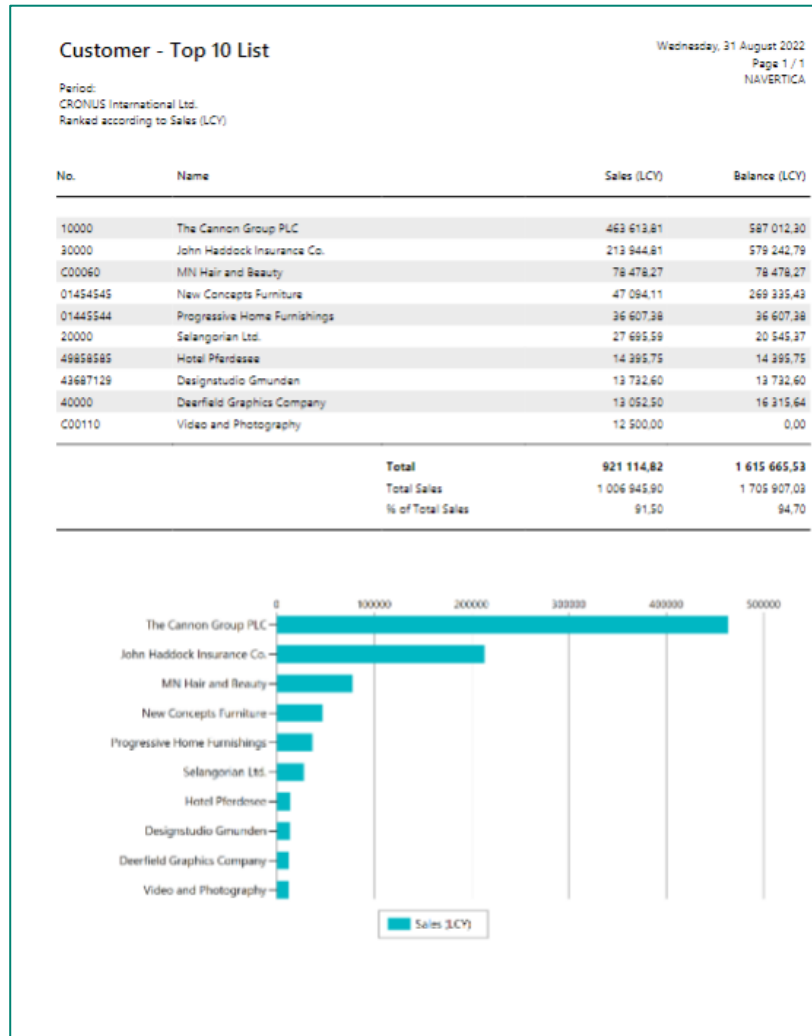 Customer - Top 10 List
Wednesday, 31 August 2022
Page 1 / 1
NAVERTICA
Period:
CRONUS International Ltd.
Ranked according to Sales (LCY)
No. Name Sales (LCY) Balance (LCY)
10000 The Cannon Group PLC 463 613,81 587 012,30
30000 John Haddock Insurance Co. 213 944,81 579 242,79
C00060 MN Hair and Beauty 78 478,27 78 478,27
01454545 New Concepts Furniture 47 094,11 269 335,43
01445544 Progressive Home Furnishings 36 607,38 36 607,38
20000 Selangorian Ltd. 27 695,59 20 545,37
49858585 Hotel Pferdesee 14 395,75 14 395,75
43687129 Designstudio Gmunden 13 732,60 13 732,60
40000 Deerfield Graphics Company 13 052,50 16 315,64
C00110 Video and Photography 12 500,00 0,00
Total 921 114,82 1 615 665,53
Total Sales 1 006 945,90 1 705 907,03
% of Total Sales 91,50 94,70
0 100000 200000 300000 400000 500000
The Cannon Group PLC
John Haddock Insurance Co.
MN Hair and Beauty
New Concepts Furniture
Progressive Home Furnishings
Selangorian Ltd.
Hotel Pferdesee
Designstudio Gmunden
Deerfield Graphics Company
Video and Photography
Sales (LCY)